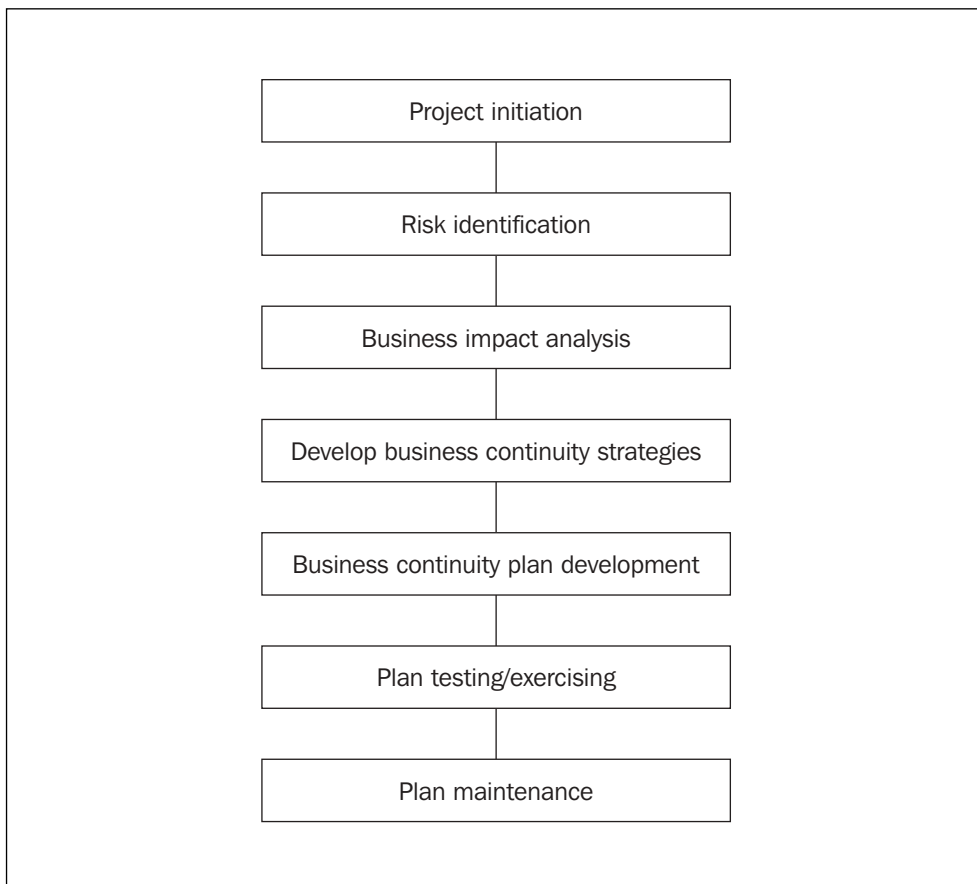 Project initiation
Risk identification
Business impact analysis
Develop business continuity strategies
Business continuity plan development
Plan testing/exercising
Plan maintenance